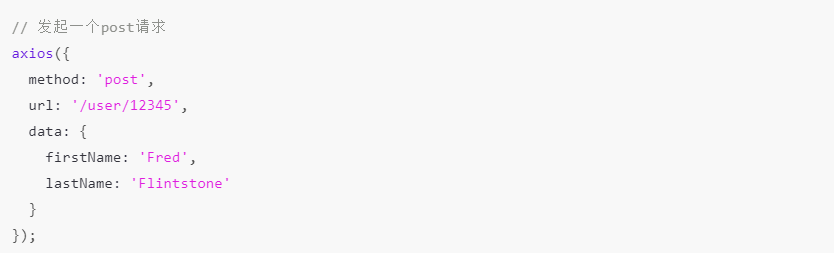 // 发起一个post请求
axios({
  method: 'post',
  url: '/user/12345',
  data: {
    firstName: 'Fred',
    lastName: 'Flintstone'
  }
});